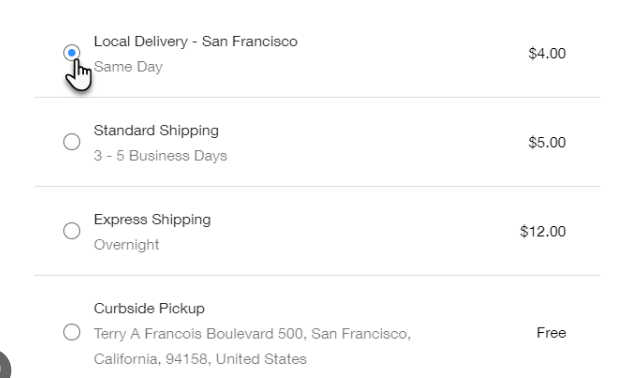 Local Delivery - San Francisco
$4.00
Same Day
Standard Shipping
$5.00
3 - 5 Business Days
Express Shipping
$12.00
Overnight
Curbside Pickup
Terry A Francois Boulevard 500, San Francisco,
Free
California, 94158, United States